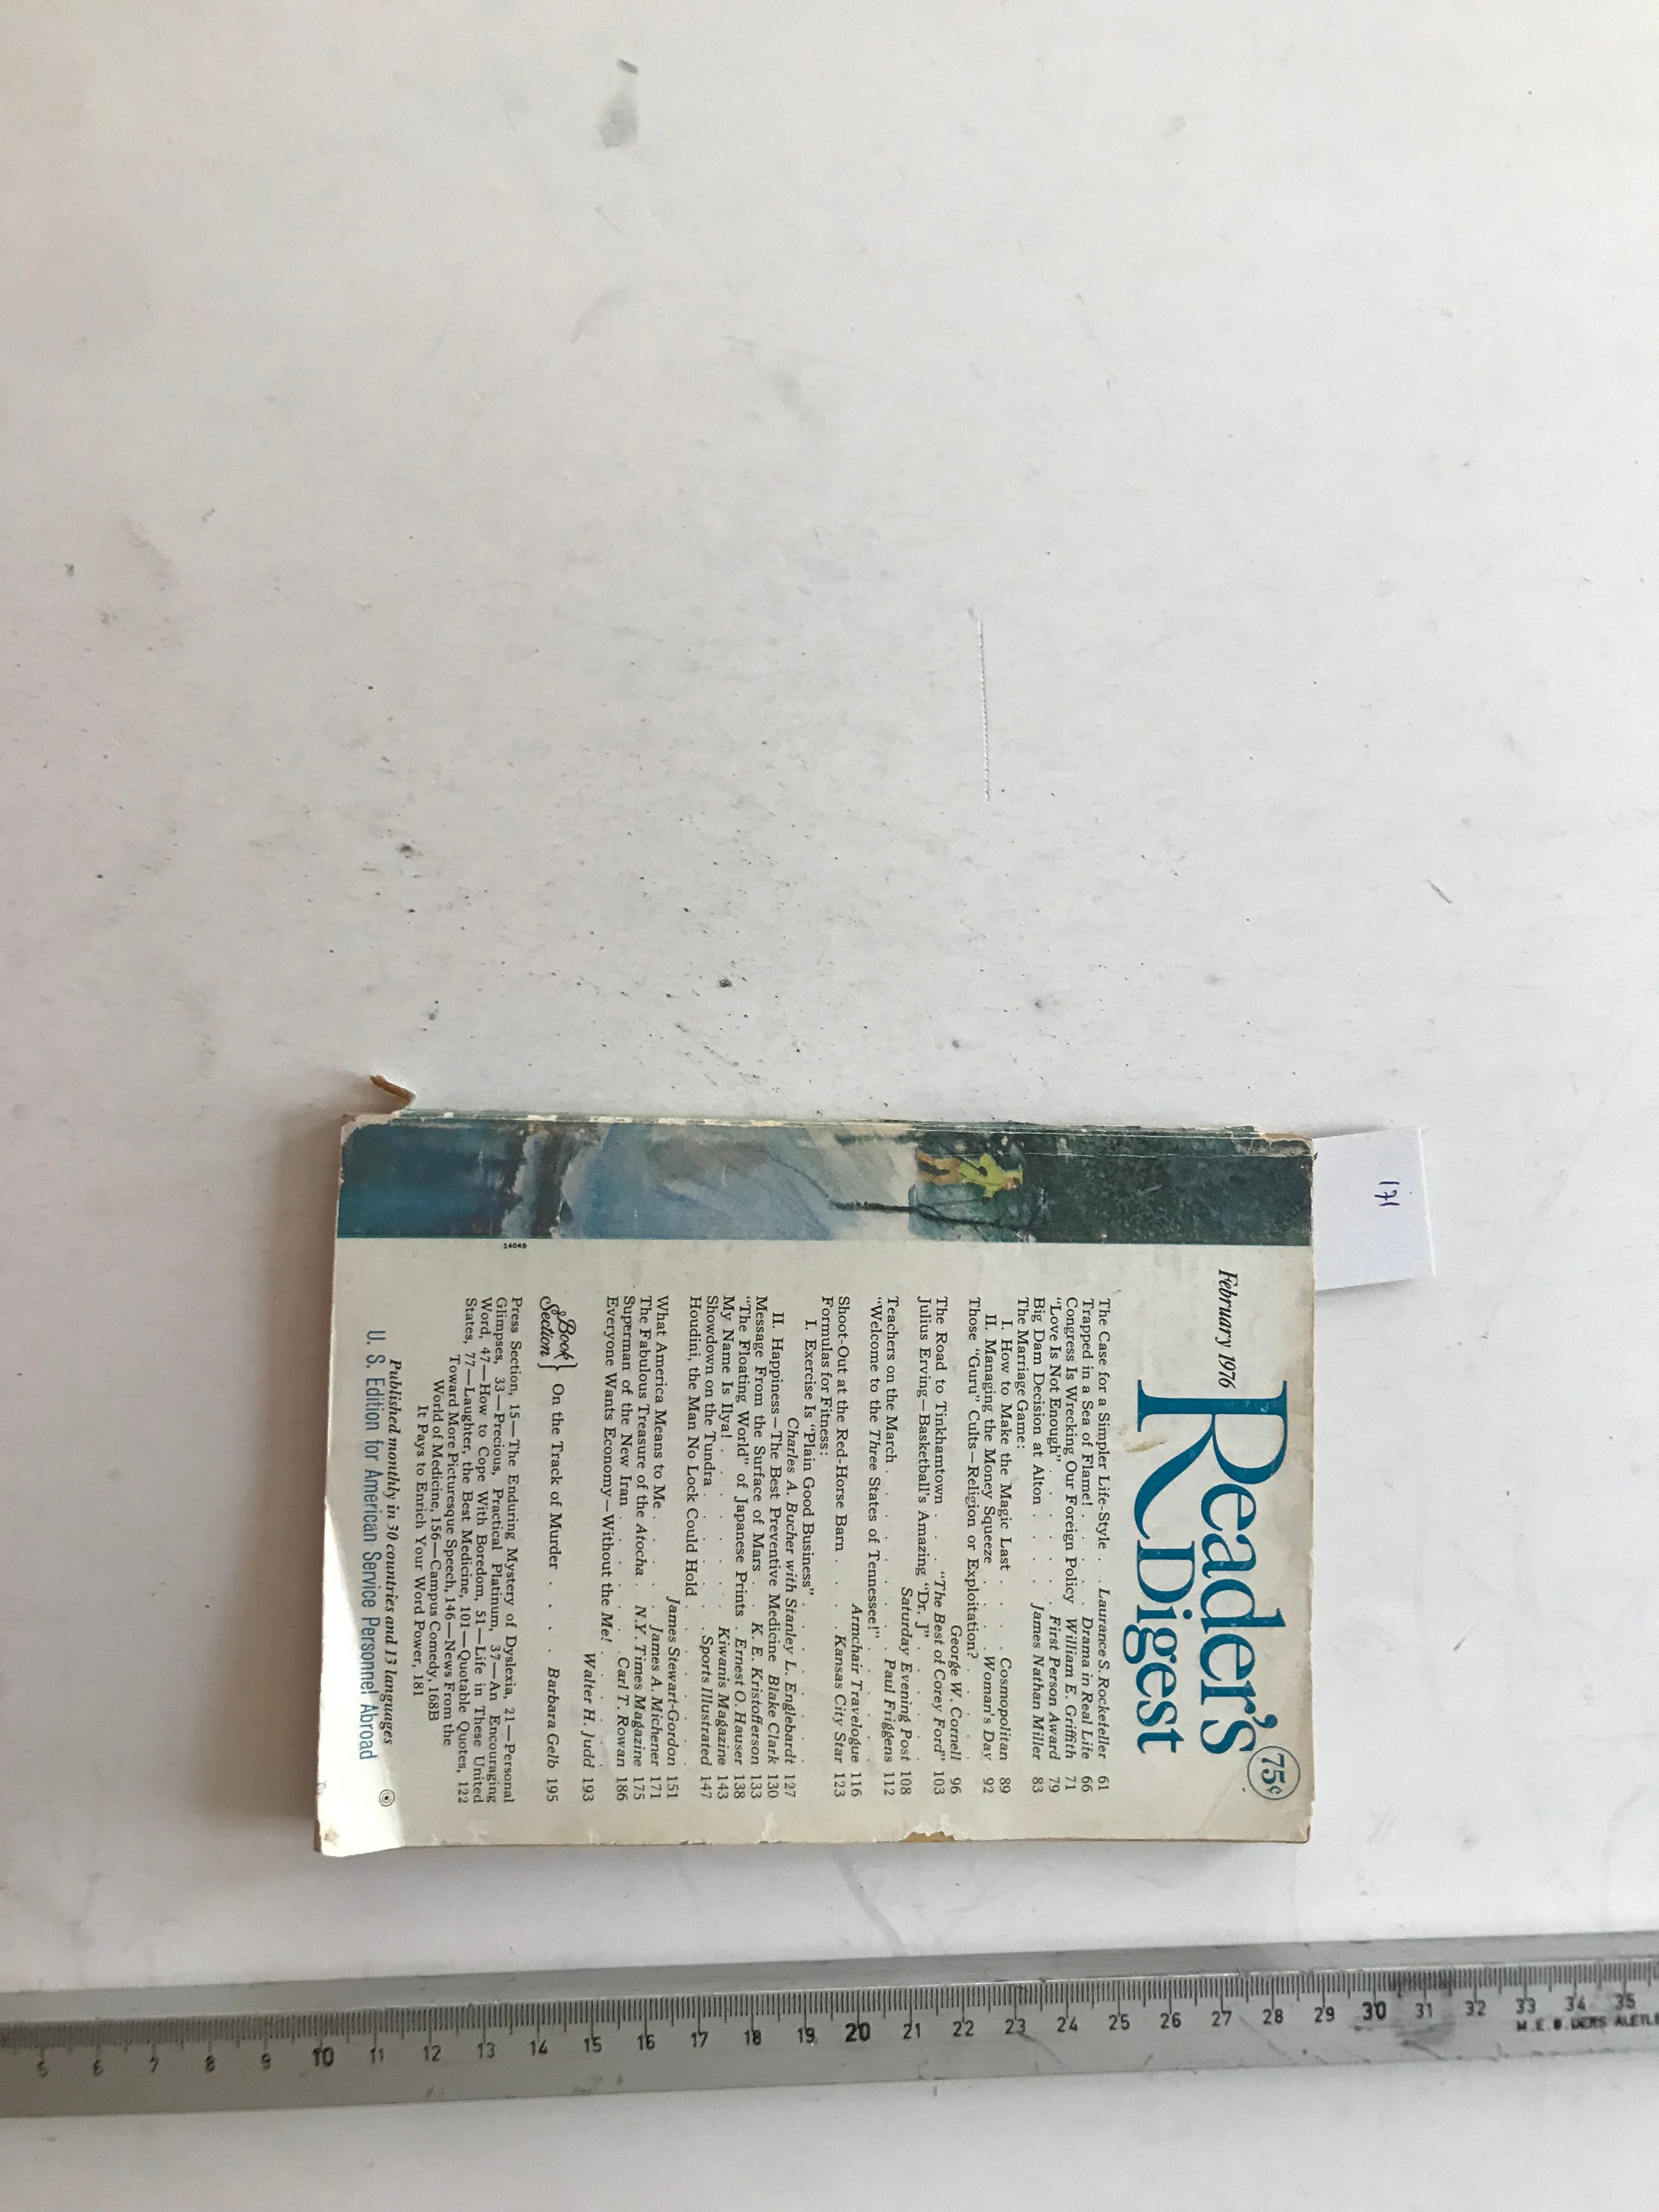 171
February 1976
Reader's
Digest
75¢
The Case for a Simpler Life-Style . . Laurance S. Rockefeller 61
Trapped in a Sea of Flame! . . . . . Drama in Real Life 66
Congress Is Wrecking Our Foreign Policy William E. Griffith 71
"Love Is Not Enough" . . . . . . First Person Award 79
Big Dam Decision at Alton . . . . James Nathan Miller 83
The Marriage Game:
I. How to Make the Magic Last . . . . Cosmopolitan 89
II. Managing the Money Squeeze . . . . Woman's Day 92
Those "Guru" Cults—Religion or Exploitation?
George W. Cornell 96
The Road to Tinkhamtown . . . "The Best of Corey Ford" 103
Julius Erving—Basketball's Amazing "Dr. J"
Saturday Evening Post 108
Teachers on the March . . . . . . . . Paul Friggens 112
"Welcome to the Three States of Tennessee!"
Armchair Travelogue 116
Shoot-Out at the Red-Horse Barn . . . Kansas City Star 123
Formulas for Fitness:
I. Exercise Is "Plain Good Business"
Charles A. Bucher with Stanley L. Englebardt 127
II. Happiness—The Best Preventive Medicine Blake Clark 130
Message From the Surface of Mars . . K. E. Kristofferson 133
"The Floating World" of Japanese Prints . Ernest O. Hauser 138
My Name Is Ilya! . . . . . . . Kiwanis Magazine 143
Showdown on the Tundra . . . . . . Sports Illustrated 147
Houdini, the Man No Lock Could Hold
James Stewart-Gordon 151
What America Means to Me . . . . . James A. Michener 171
The Fabulous Treasure of the Atocha . N.Y. Times Magazine 175
Superman of the New Iran . . . . . . Carl T. Rowan 186
Everyone Wants Economy—Without the Me!
Walter H. Judd 193
Book
Section } On the Track of Murder . . . . Barbara Gelb 195
Press Section, 15—The Enduring Mystery of Dyslexia, 21—Personal
Glimpses, 33—Precious, Practical Platinum, 37—An Encouraging
Word, 47—How to Cope With Boredom, 51—Life in These United
States, 77—Laughter, the Best Medicine, 101—Quotable Quotes, 122
Toward More Picturesque Speech, 146—News From the
World of Medicine, 156—Campus Comedy, 168B
It Pays to Enrich Your Word Power, 181
Published monthly in 30 countries and 13 languages
U. S. Edition for American Service Personnel Abroad
14045
5 6 7 8 9 10 11 12 13 14 15 16 17 18 19 20 21 22 23 24 25 26 27 28 29 30 31 32 33 34 35